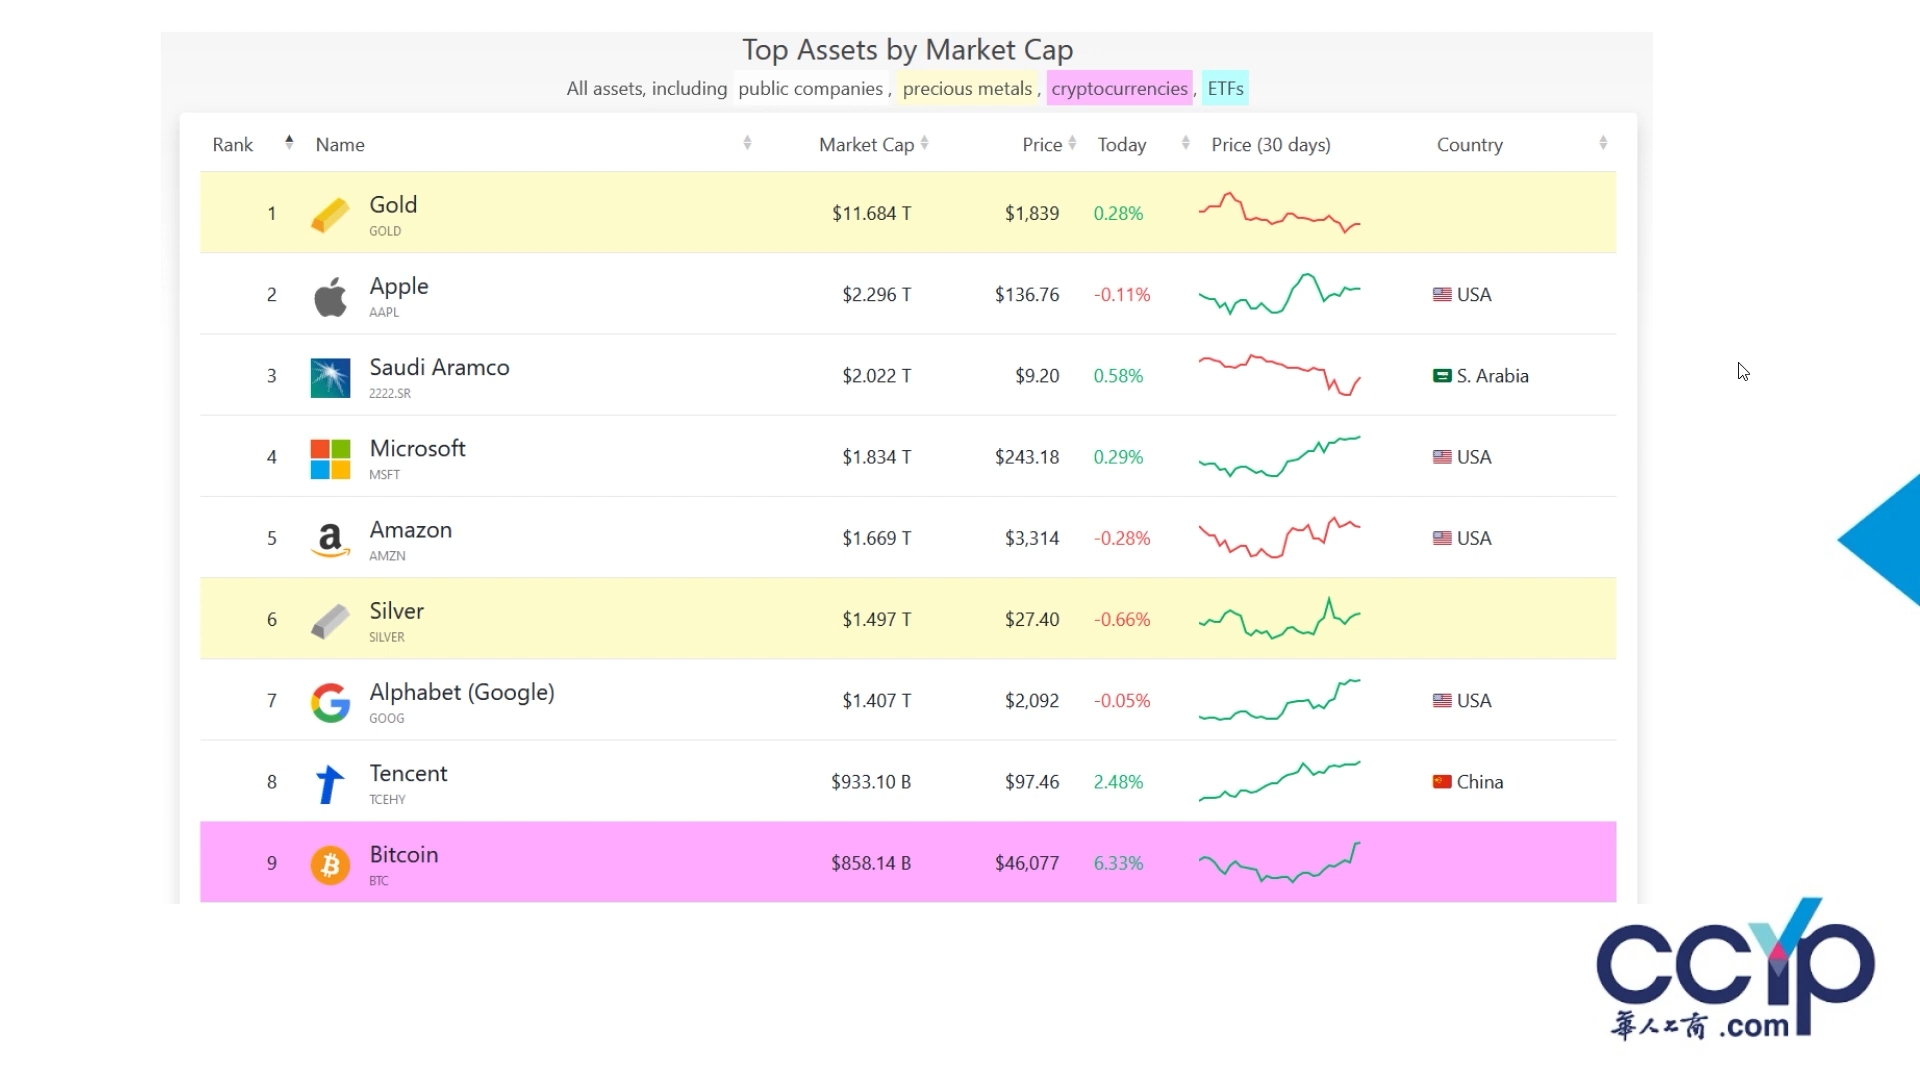 Top Assets by Market Cap
All assets, including public companies , precious metals , cryptocurrencies , ETFs
Rank Name Market Cap Price Today Price (30 days) Country
1 Gold $11.684 T $1,839 0.28%
GOLD
2 Apple $2.296 T $136.76 -0.11% USA
AAPL
3 Saudi Aramco $2.022 T $9.20 0.58% S. Arabia
2222.SR
4 Microsoft $1.834 T $243.18 0.29% USA
MSFT
5 Amazon $1.669 T $3,314 -0.28% USA
AMZN
6 Silver $1.497 T $27.40 -0.66%
SILVER
7 Alphabet (Google) $1.407 T $2,092 -0.05% USA
GOOG
8 Tencent $933.10 B $97.46 2.48% China
TCEHY
9 Bitcoin $858.14 B $46,077 6.33%
BTC
ccyp
華人工商 .com